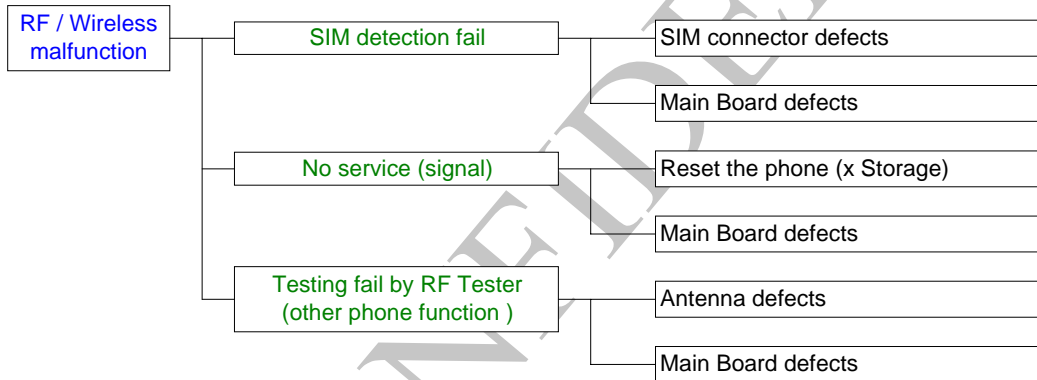 RF / Wireless
malfunction
SIM detection fail
SIM connector defects
Main Board defects
No service (signal)
Reset the phone (x Storage)
Main Board defects
Testing fail by RF Tester
(other phone function )
Antenna defects
Main Board defects
NFIDE